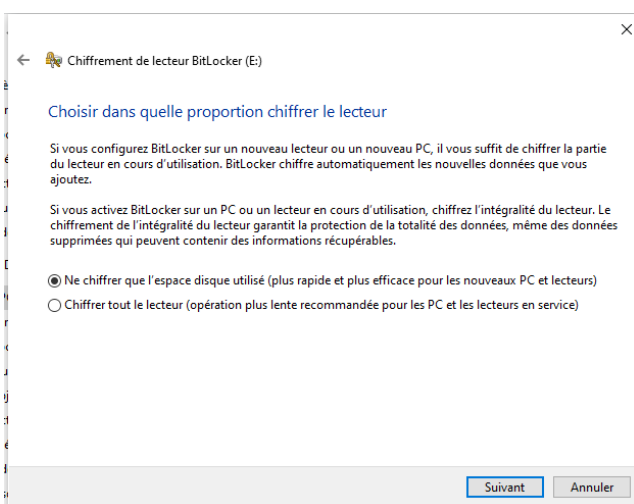 Chiffrement de lecteur BitLocker (E:)
Choisir dans quelle proportion chiffrer le lecteur
Si vous configurez BitLocker sur un nouveau lecteur ou un nouveau PC, il vous suffit de chiffrer la partie
du lecteur en cours d'utilisation. BitLocker chiffre automatiquement les nouvelles données que vous
ajoutez.
Si vous activez BitLocker sur un PC ou un lecteur en cours d'utilisation, chiffrez l'intégralité du lecteur. Le
chiffrement de l'intégralité du lecteur garantit la protection de la totalité des données, même des données
supprimées qui peuvent contenir des informations récupérables.
Ne chiffrer que l'espace disque utilisé (plus rapide et plus efficace pour les nouveaux PC et lecteurs)
Chiffrer tout le lecteur (opération plus lente recommandée pour les PC et les lecteurs en service)
Suivant Annuler